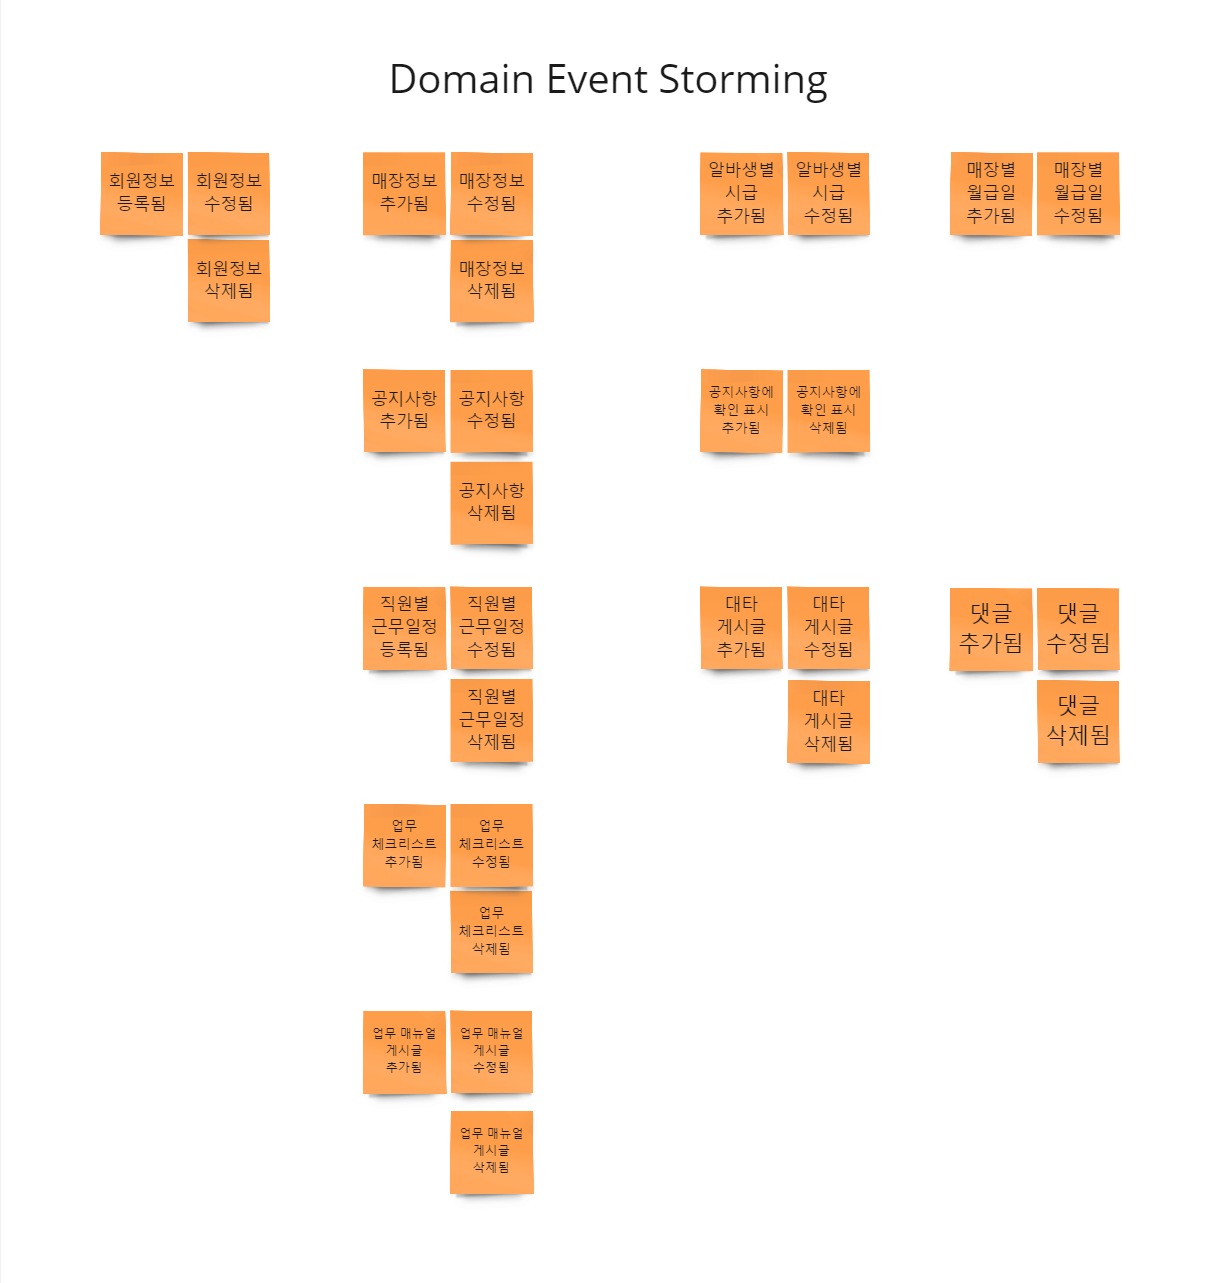 Domain Event Storming
회원정보
등록됨
회원정보
수정됨
회원정보
삭제됨
매장정보
추가됨
매장정보
수정됨
매장정보
삭제됨
알바생별
시급
추가됨
알바생별
시급
수정됨
매장별
월급일
추가됨
매장별
월급일
수정됨
공지사항
추가됨
공지사항
수정됨
공지사항
삭제됨
공지사항에
확인 표시
추가됨
공지사항에
확인 표시
삭제됨
직원별
근무일정
등록됨
직원별
근무일정
수정됨
직원별
근무일정
삭제됨
대타
게시글
추가됨
대타
게시글
수정됨
대타
게시글
삭제됨
댓글
추가됨
댓글
수정됨
댓글
삭제됨
업무
체크리스트
추가됨
업무
체크리스트
수정됨
업무
체크리스트
삭제됨
업무 매뉴얼
게시글
추가됨
업무 매뉴얼
게시글
수정됨
업무 매뉴얼
게시글
삭제됨